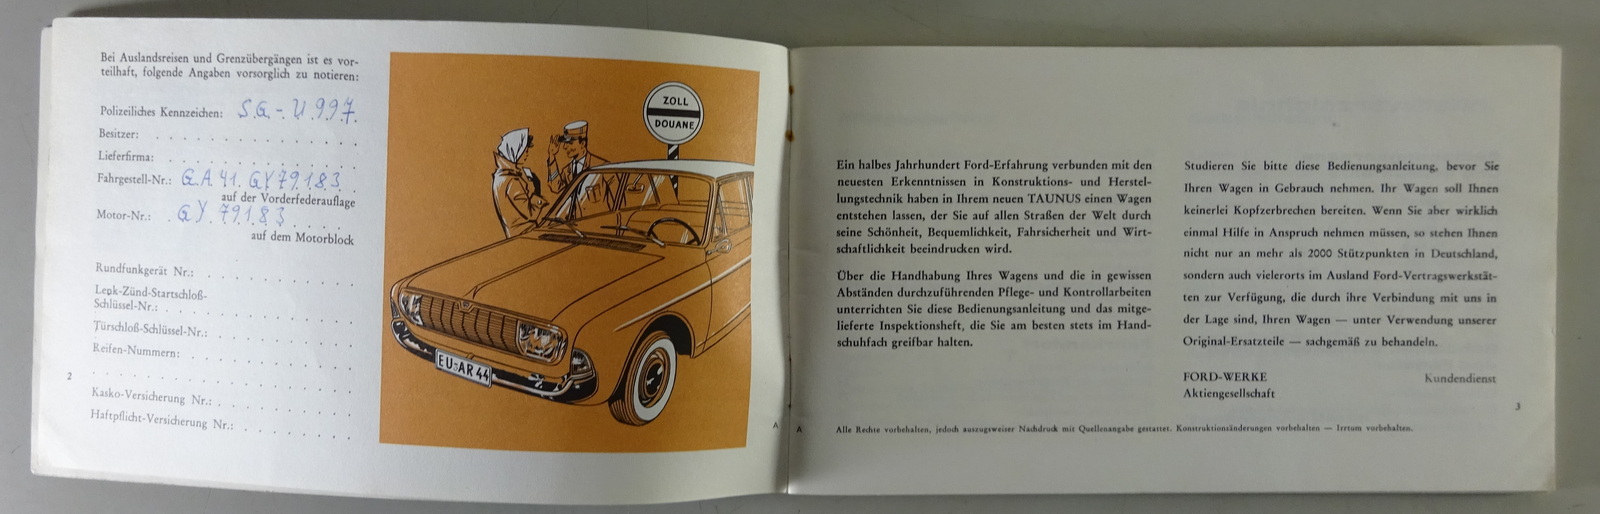 Bei Auslandsreisen und Grenzübergängen ist es vor-
teilhaft, folgende Angaben vorsorglich zu notieren:
Polizeiliches Kennzeichen: SG-U 997
Besitzer:
Lieferfirma:
Fahrgestell-Nr.: GA 41 GY 79183
auf der Vorderfederauflage
Motor-Nr.: GY 79183
auf dem Motorblock
Rundfunkgerät Nr.:
Lenk-Zünd-Startschloß-
Schlüssel-Nr.:
Türschloß-Schlüssel-Nr.:
Reifen-Nummern:
2
Kasko-Versicherung Nr.:
Haftpflicht-Versicherung Nr.:
ZOLL
DOUANE
EU-AR 44
A
A
Ein halbes Jahrhundert Ford-Erfahrung verbunden mit den
neuesten Erkenntnissen in Konstruktions- und Herstel-
lungstechnik haben in Ihrem neuen TAUNUS einen Wagen
entstehen lassen, der Sie auf allen Straßen der Welt durch
seine Schönheit, Bequemlichkeit, Fahrsicherheit und Wirt-
schaftlichkeit beeindrucken wird.
Über die Handhabung Ihres Wagens und die in gewissen
Abständen durchzuführenden Pflege- und Kontrollarbeiten
unterrichten Sie diese Bedienungsanleitung und das mitge-
lieferte Inspektionsheft, die Sie am besten stets im Hand-
schuhfach greifbar halten.
Studieren Sie bitte diese Bedienungsanleitung, bevor Sie
Ihren Wagen in Gebrauch nehmen. Ihr Wagen soll Ihnen
keinerlei Kopfzerbrechen bereiten. Wenn Sie aber wirklich
einmal Hilfe in Anspruch nehmen müssen, so stehen Ihnen
nicht nur an mehr als 2000 Stützpunkten in Deutschland,
sondern auch vielerorts im Ausland Ford-Vertragswerkstät-
ten zur Verfügung, die durch ihre Verbindung mit uns in
der Lage sind, Ihren Wagen — unter Verwendung unserer
Original-Ersatzteile — sachgemäß zu behandeln.
FORD-WERKE Kundendienst
Aktiengesellschaft
3
Alle Rechte vorbehalten, jedoch auszugsweiser Nachdruck mit Quellenangabe gestattet. Konstruktionsänderungen vorbehalten — Irrtum vorbehalten.